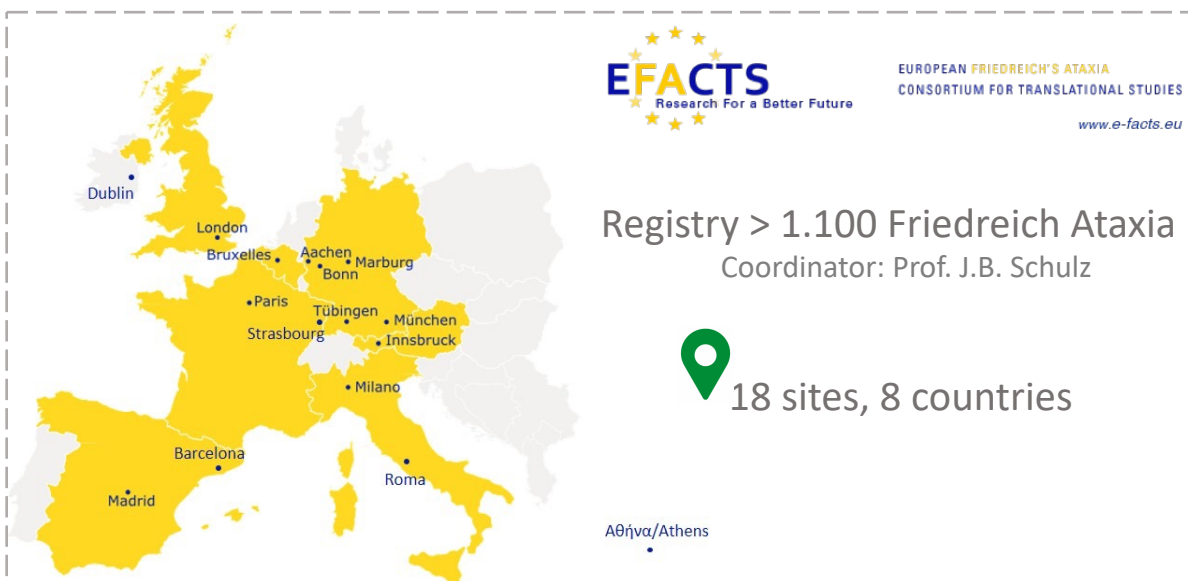 EFACTS
Research For a Better Future
EUROPEAN FRIEDREICH'S ATAXIA
CONSORTIUM FOR TRANSLATIONAL STUDIES
www.e-facts.eu
Registry > 1.100 Friedreich Ataxia
Coordinator: Prof. J.B. Schulz
18 sites, 8 countries
Dublin
London
Bruxelles
Aachen
Marburg
Bonn
Paris
Tübingen
München
Strasbourg
Innsbruck
Milano
Barcelona
Roma
Madrid
Αθήνα/Athens